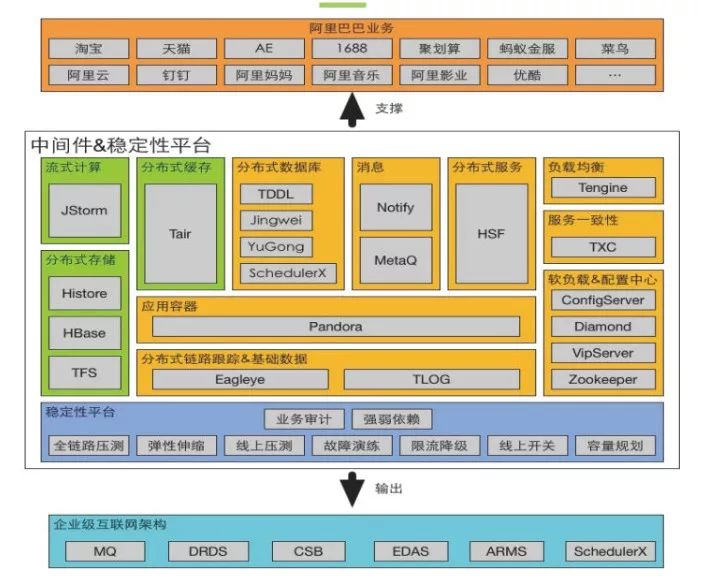 阿里巴巴业务
淘宝 天猫 AE 1688 聚划算 蚂蚁金服 菜鸟
阿里云 钉钉 阿里妈妈 阿里音乐 阿里影业 优酷 ...
支撑
中间件&稳定性平台
流式计算
JStorm
分布式存储
Histore
HBase
TFS
分布式缓存
Tair
分布式数据库
TDDL
Jingwei
YuGong
SchedulerX
消息
Notify
MetaQ
分布式服务
HSF
负载均衡
Tengine
服务一致性
TXC
软负载&配置中心
ConfigServer
Diamond
VipServer
Zookeeper
应用容器
Pandora
分布式链路跟踪&基础数据
Eagleye TLOG
稳定性平台
业务审计 强弱依赖
全链路压测 弹性伸缩 线上压测 故障演练 限流降级 线上开关 容量规划
输出
企业级互联网架构
MQ DRDS CSB EDAS ARMS SchedulerX